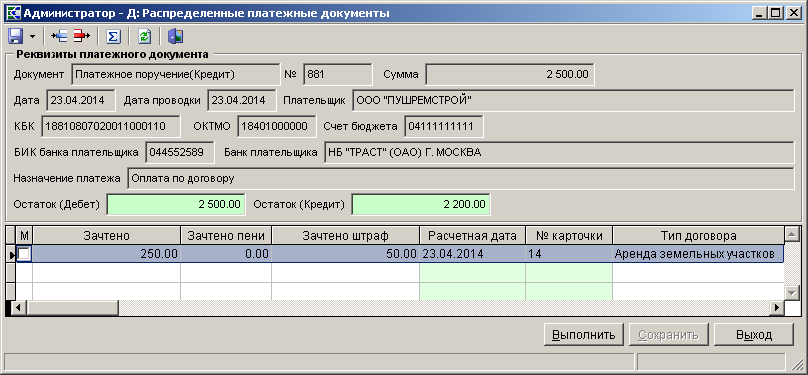 Администратор - Д: Распределенные платежные документы
Реквизиты платежного документа
Документ Платежное поручение(Кредит) № 881 Сумма 2 500.00
Дата 23.04.2014 Дата проводки 23.04.2014 Плательщик ООО "ПУШРЕМСТРОЙ"
КБК 18810807020011000110 ОКТМО 18401000000 Счет бюджета 04111111111
БИК банка плательщика 044552589 Банк плательщика НБ "ТРАСТ" (ОАО) Г. МОСКВА
Назначение платежа Оплата по договору
Остаток (Дебет) 2 500.00 Остаток (Кредит) 2 200.00
М Зачтено Зачтено пени Зачтено штраф Расчетная дата № карточки Тип договора
250.00 0.00 50.00 23.04.2014 14 Аренда земельных участков
Выполнить Сохранить Выход